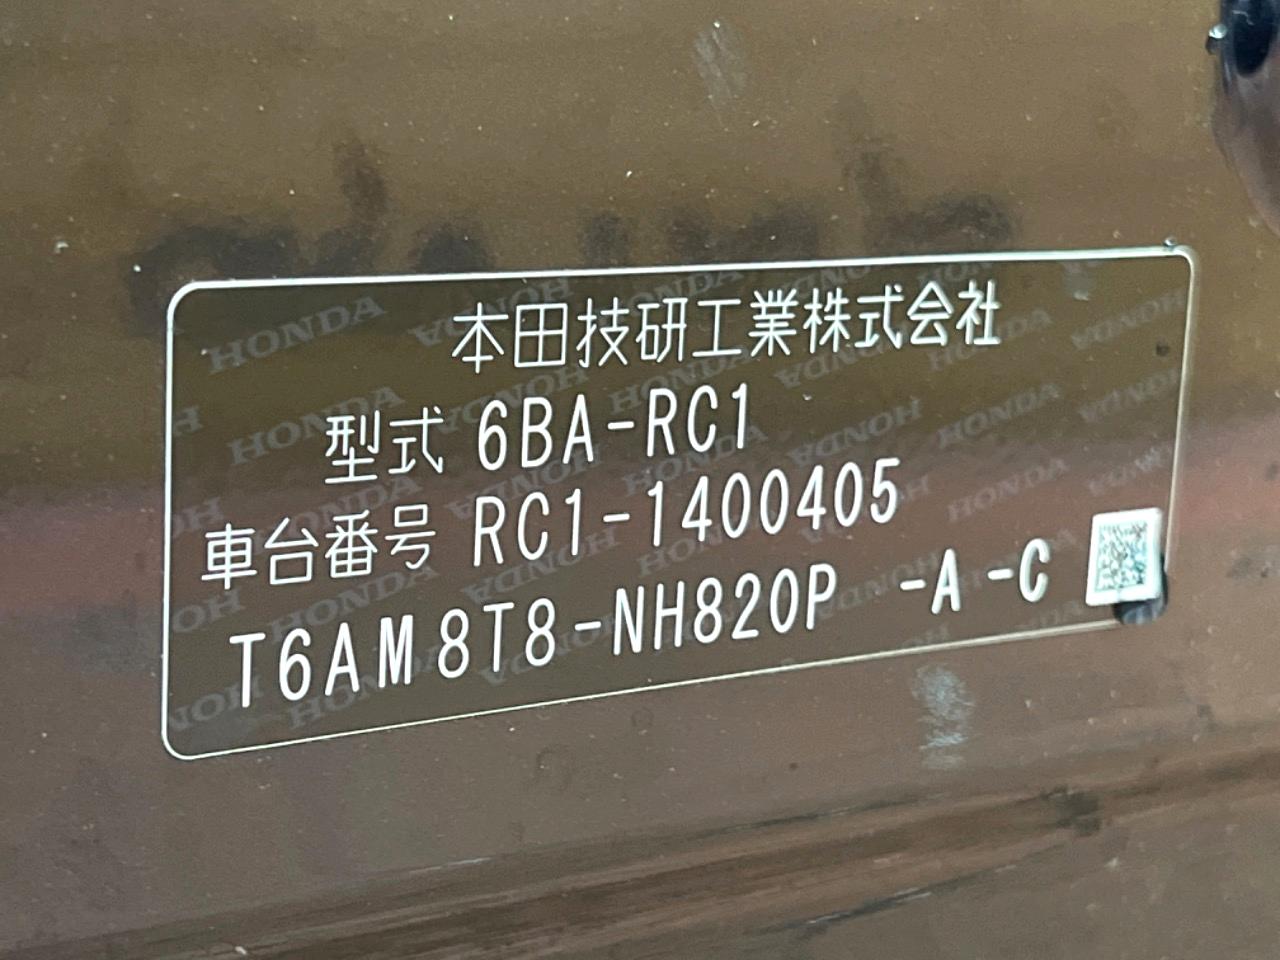 本田技研工業株式会社
型式 6BA-RC1
車台番号 RC1-1400405
T6AM8T8-NH820P -A-C